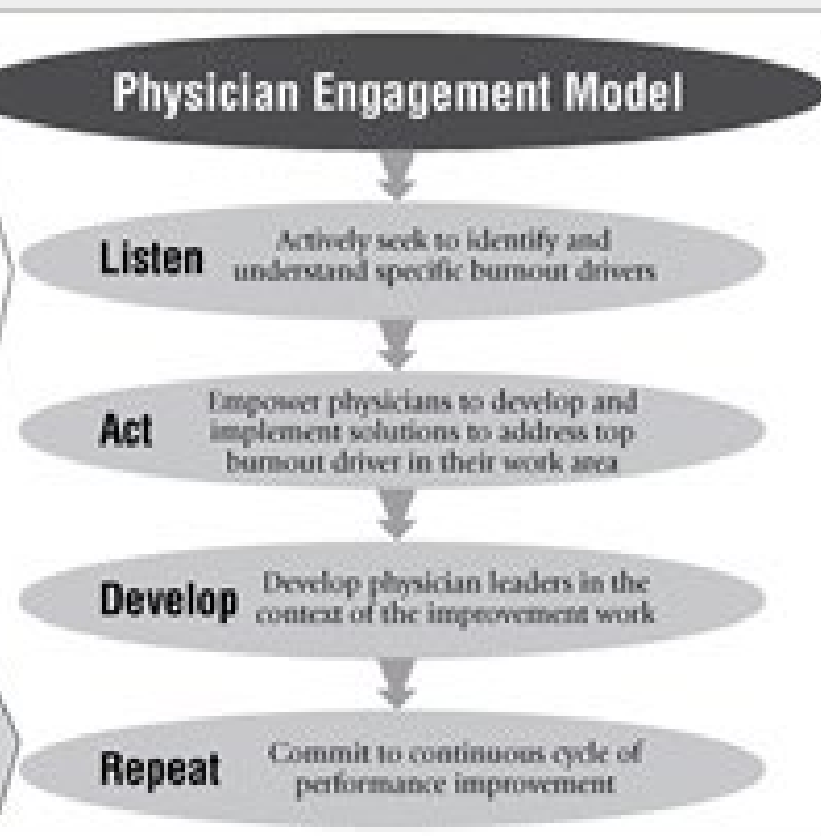 Physician Engagement Model
Listen
Actively seek to identify and
understand specific burnout drivers
Act
Empower physicians to develop and
implement solutions to address top
burnout driver in their work area
Develop
Develop physician leaders in the
context of the improvement work
Repeat
Commit to continuous cycle of
performance improvement